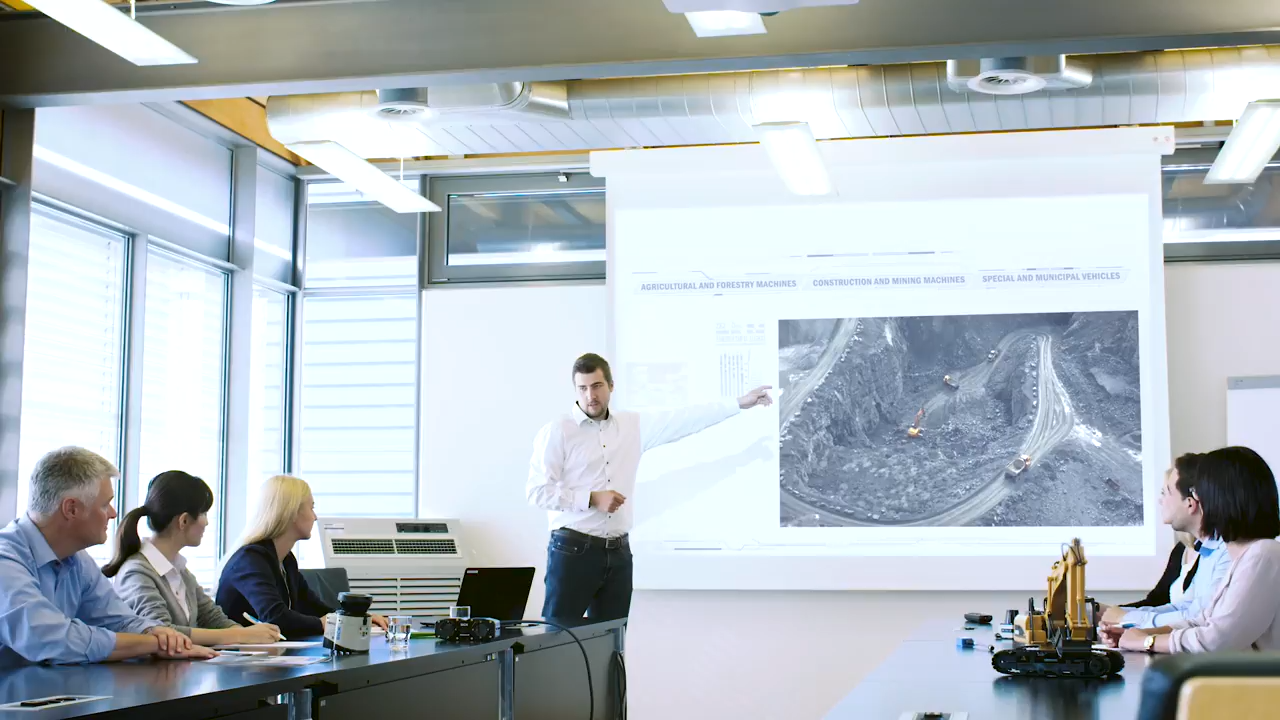 AGRICULTURAL AND FORESTRY MACHINES
CONSTRUCTION AND MINING MACHINES
SPECIAL AND MUNICIPAL VEHICLES